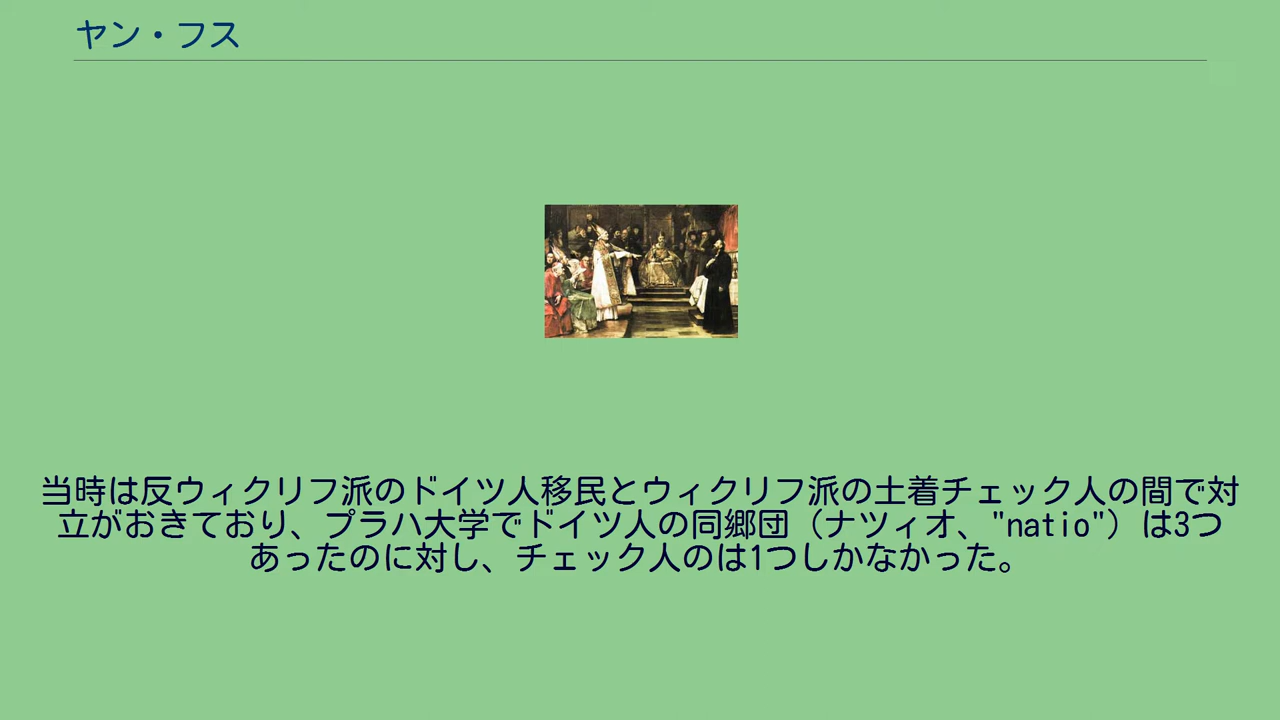 ヤン・フス
当時は反ウィクリフ派のドイツ人移民とウィクリフ派の土着チェック人の間で対
立がおきており、プラハ大学でドイツ人の同郷団（ナツィオ、"natio"）は3つ
あったのに対し、チェック人のは1つしかなかった。